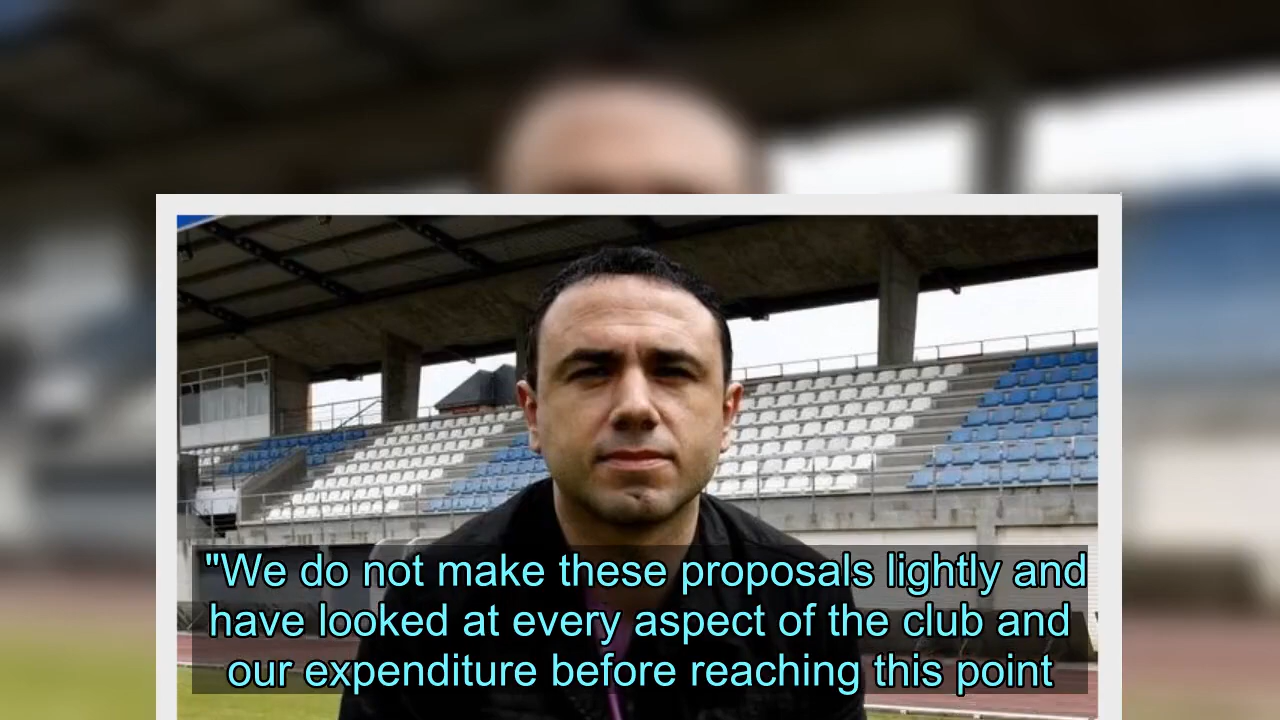 "We do not make these proposals lightly and
have looked at every aspect of the club and
our expenditure before reaching this point